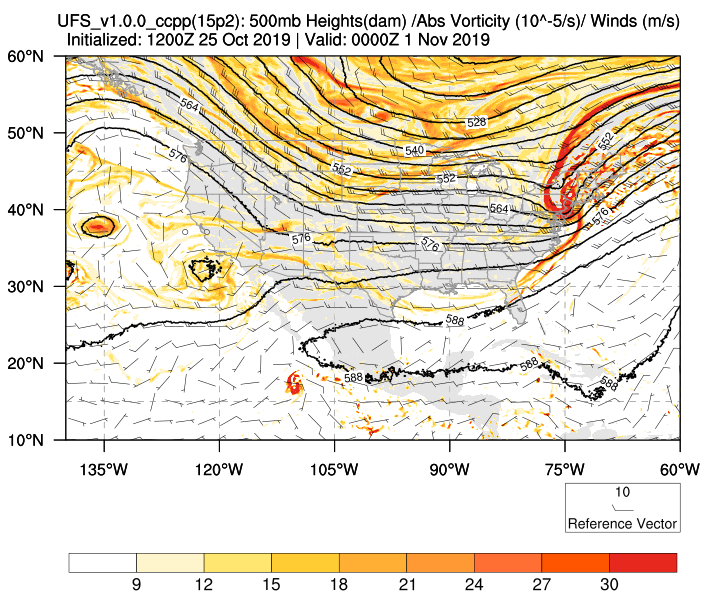 UFS_v1.0.0_ccpp(15p2): 500mb Heights(dam) /Abs Vorticity (10^-5/s)/ Winds (m/s)
Initialized: 1200Z 25 Oct 2019 | Valid: 0000Z 1 Nov 2019
60°N
50°N
40°N
30°N
20°N
10°N
564
576
528
540
552
552
552
564
576
576
576
588
588
588
588
135°W
120°W
105°W
90°W
75°W
60°W
10
Reference Vector
9
12
15
18
21
24
27
30